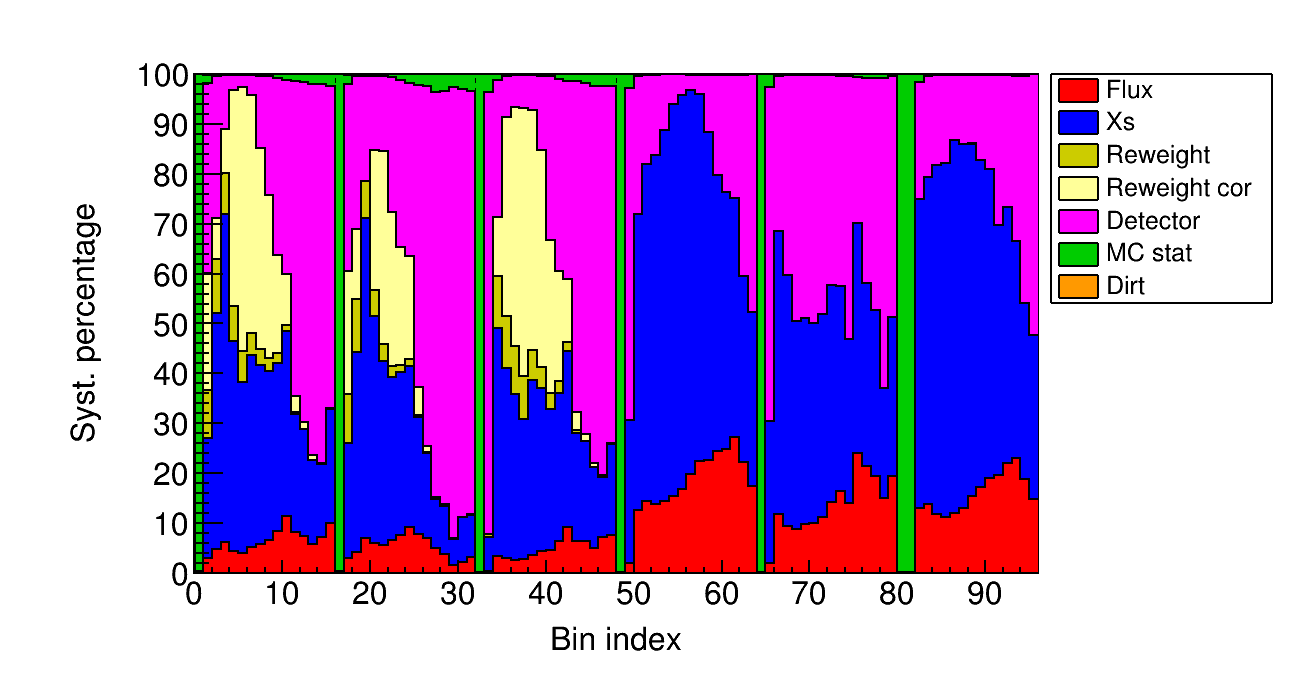 100
90
80
70
60
50
40
30
20
10
0
Syst. percentage
0 10 20 30 40 50 60 70 80 90
Bin index
Flux
Xs
Reweight
Reweight cor
Detector
MC stat
Dirt